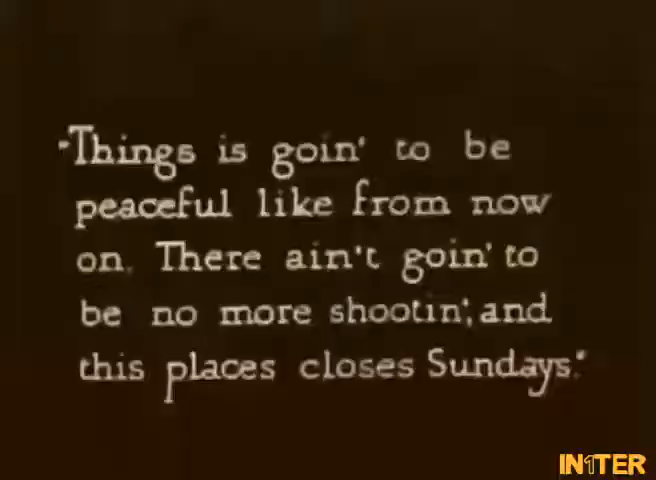 "Things is goin' to be
peaceful like from now
on. There ain't goin' to
be no more shootin', and
this places closes Sundays."
IN1TER